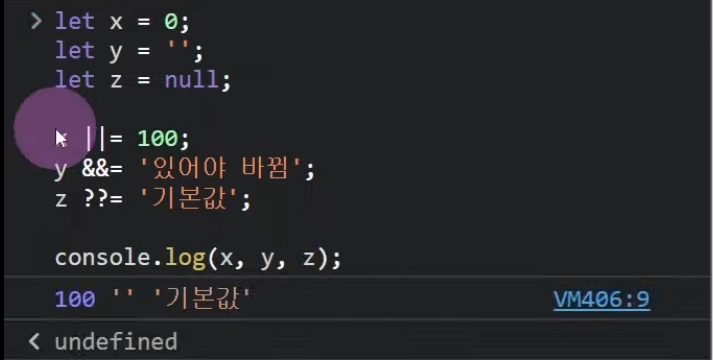 > let x = 0;
let y = '';
let z = null;
||= 100;
y &&= '있어야 바뀜';
z ??= '기본값';
console.log(x, y, z);
100 '' '기본값' VM406:9
< undefined